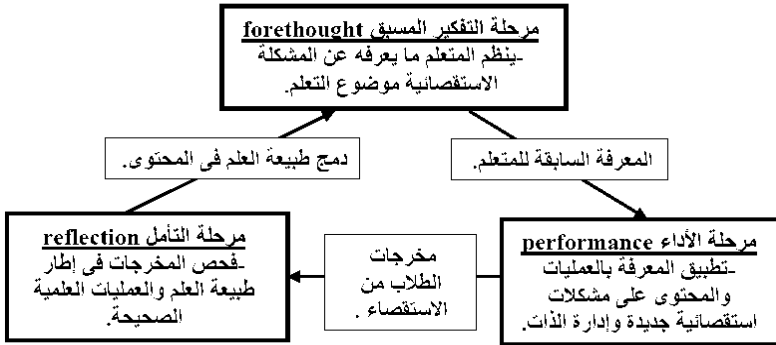 مرحلة التفكير المسبق forethought
-ينظم المتعلم ما يعرفه عن المشكلة
الاستقصائية موضوع التعلم.
دمج طبيعة العلم فى المحتوى.
المعرفة السابقة للمتعلم.
مرحلة الأداء performance
-تطبيق المعرفة بالعمليات
والمحتوى على مشكلات
استقصائية جديدة وإدارة الذات.
مخرجات
الطلاب من
الاستقصاء .
مرحلة التأمل reflection
-فحص المخرجات فى إطار
طبيعة العلم والعمليات العلمية
الصحيحة.